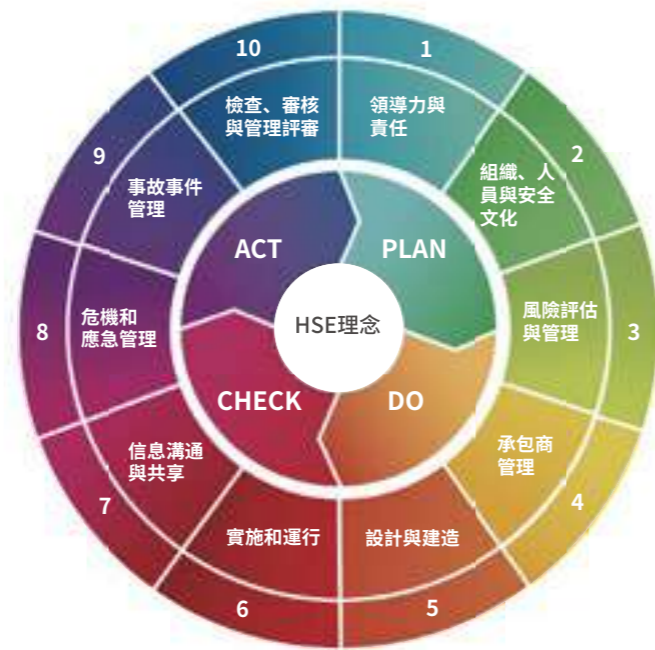 1
領導力與
責任
2
組織、人
員與安全
文化
3
風險評估
與管理
4
承包商
管理
5
設計與建造
6
實施和運行
7
信息溝通
與共享
8
危機和
應急管理
9
事故事件
管理
10
檢查、審核
與管理評審
PLAN
DO
CHECK
ACT
HSE理念